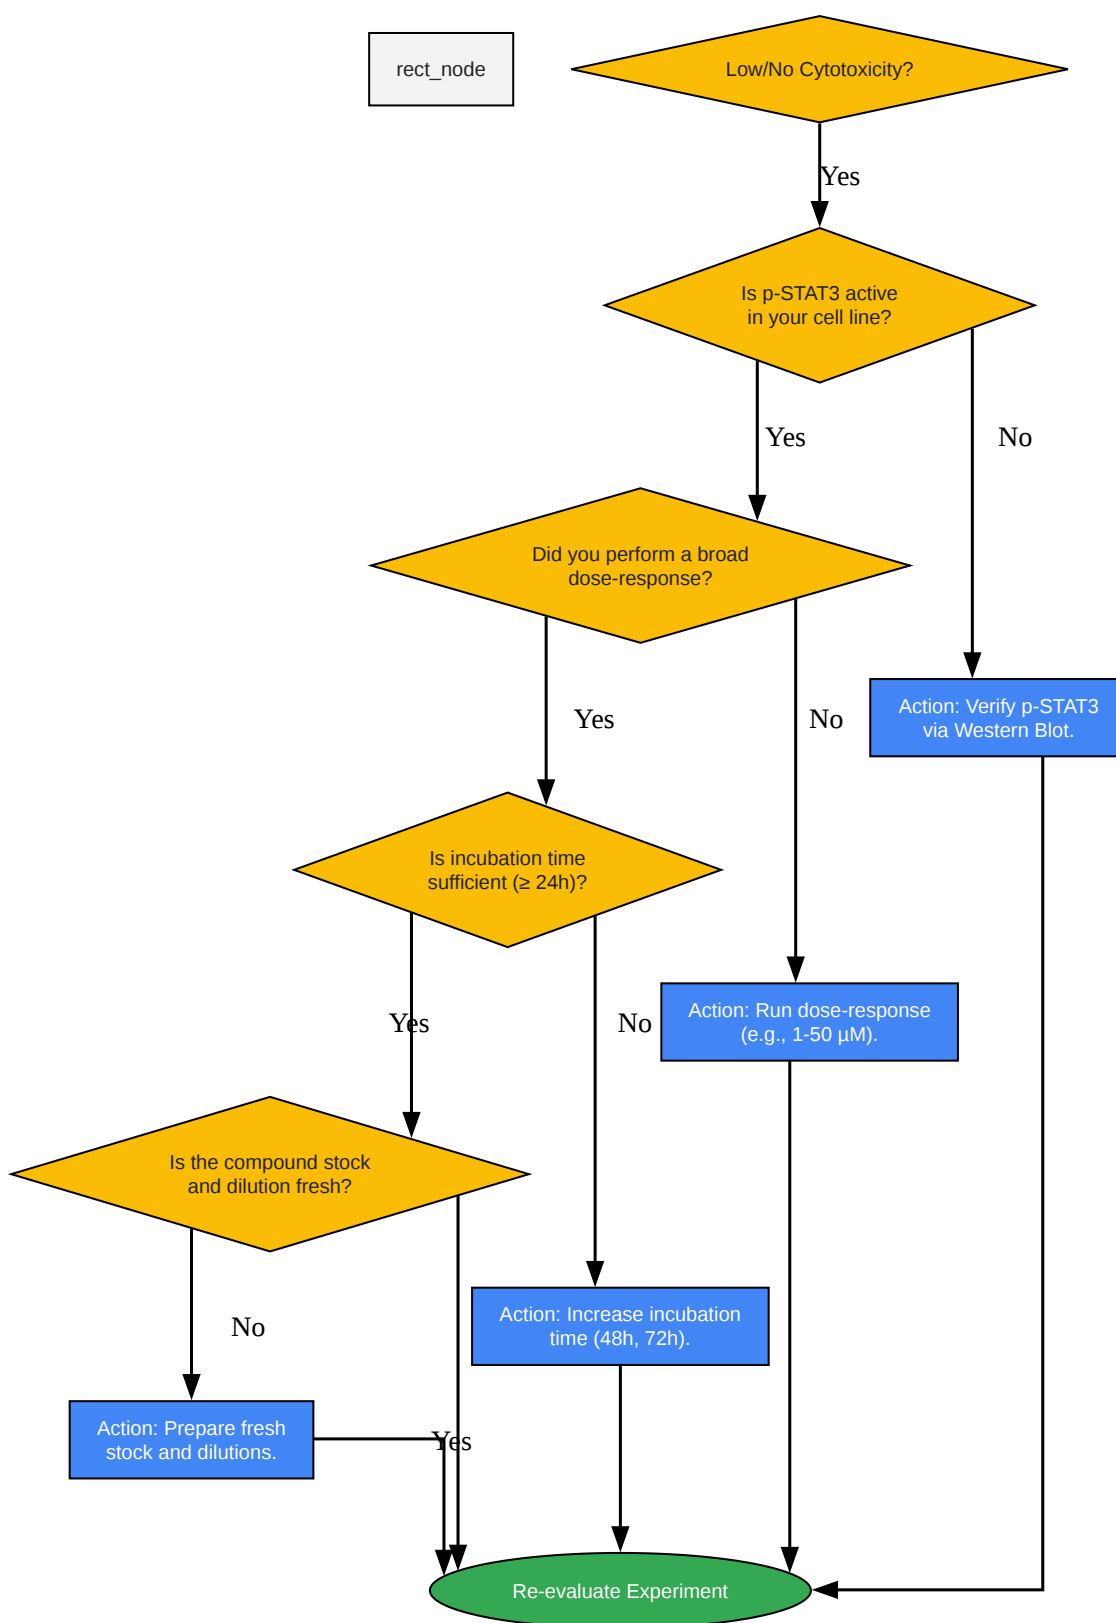 rect_node
Low/No Cytotoxicity?
Yes
Is p-STAT3 active
in your cell line?
Yes
No
Did you perform a broad
dose-response?
Yes
No
Action: Verify p-STAT3
via Western Blot.
Is incubation time
sufficient (≥ 24h)?
Yes
No
Action: Run dose-response
(e.g., 1-50 µM).
Is the compound stock
and dilution fresh?
No
Action: Increase incubation
time (48h, 72h).
Action: Prepare fresh
stock and dilutions.
Yes
Re-evaluate Experiment